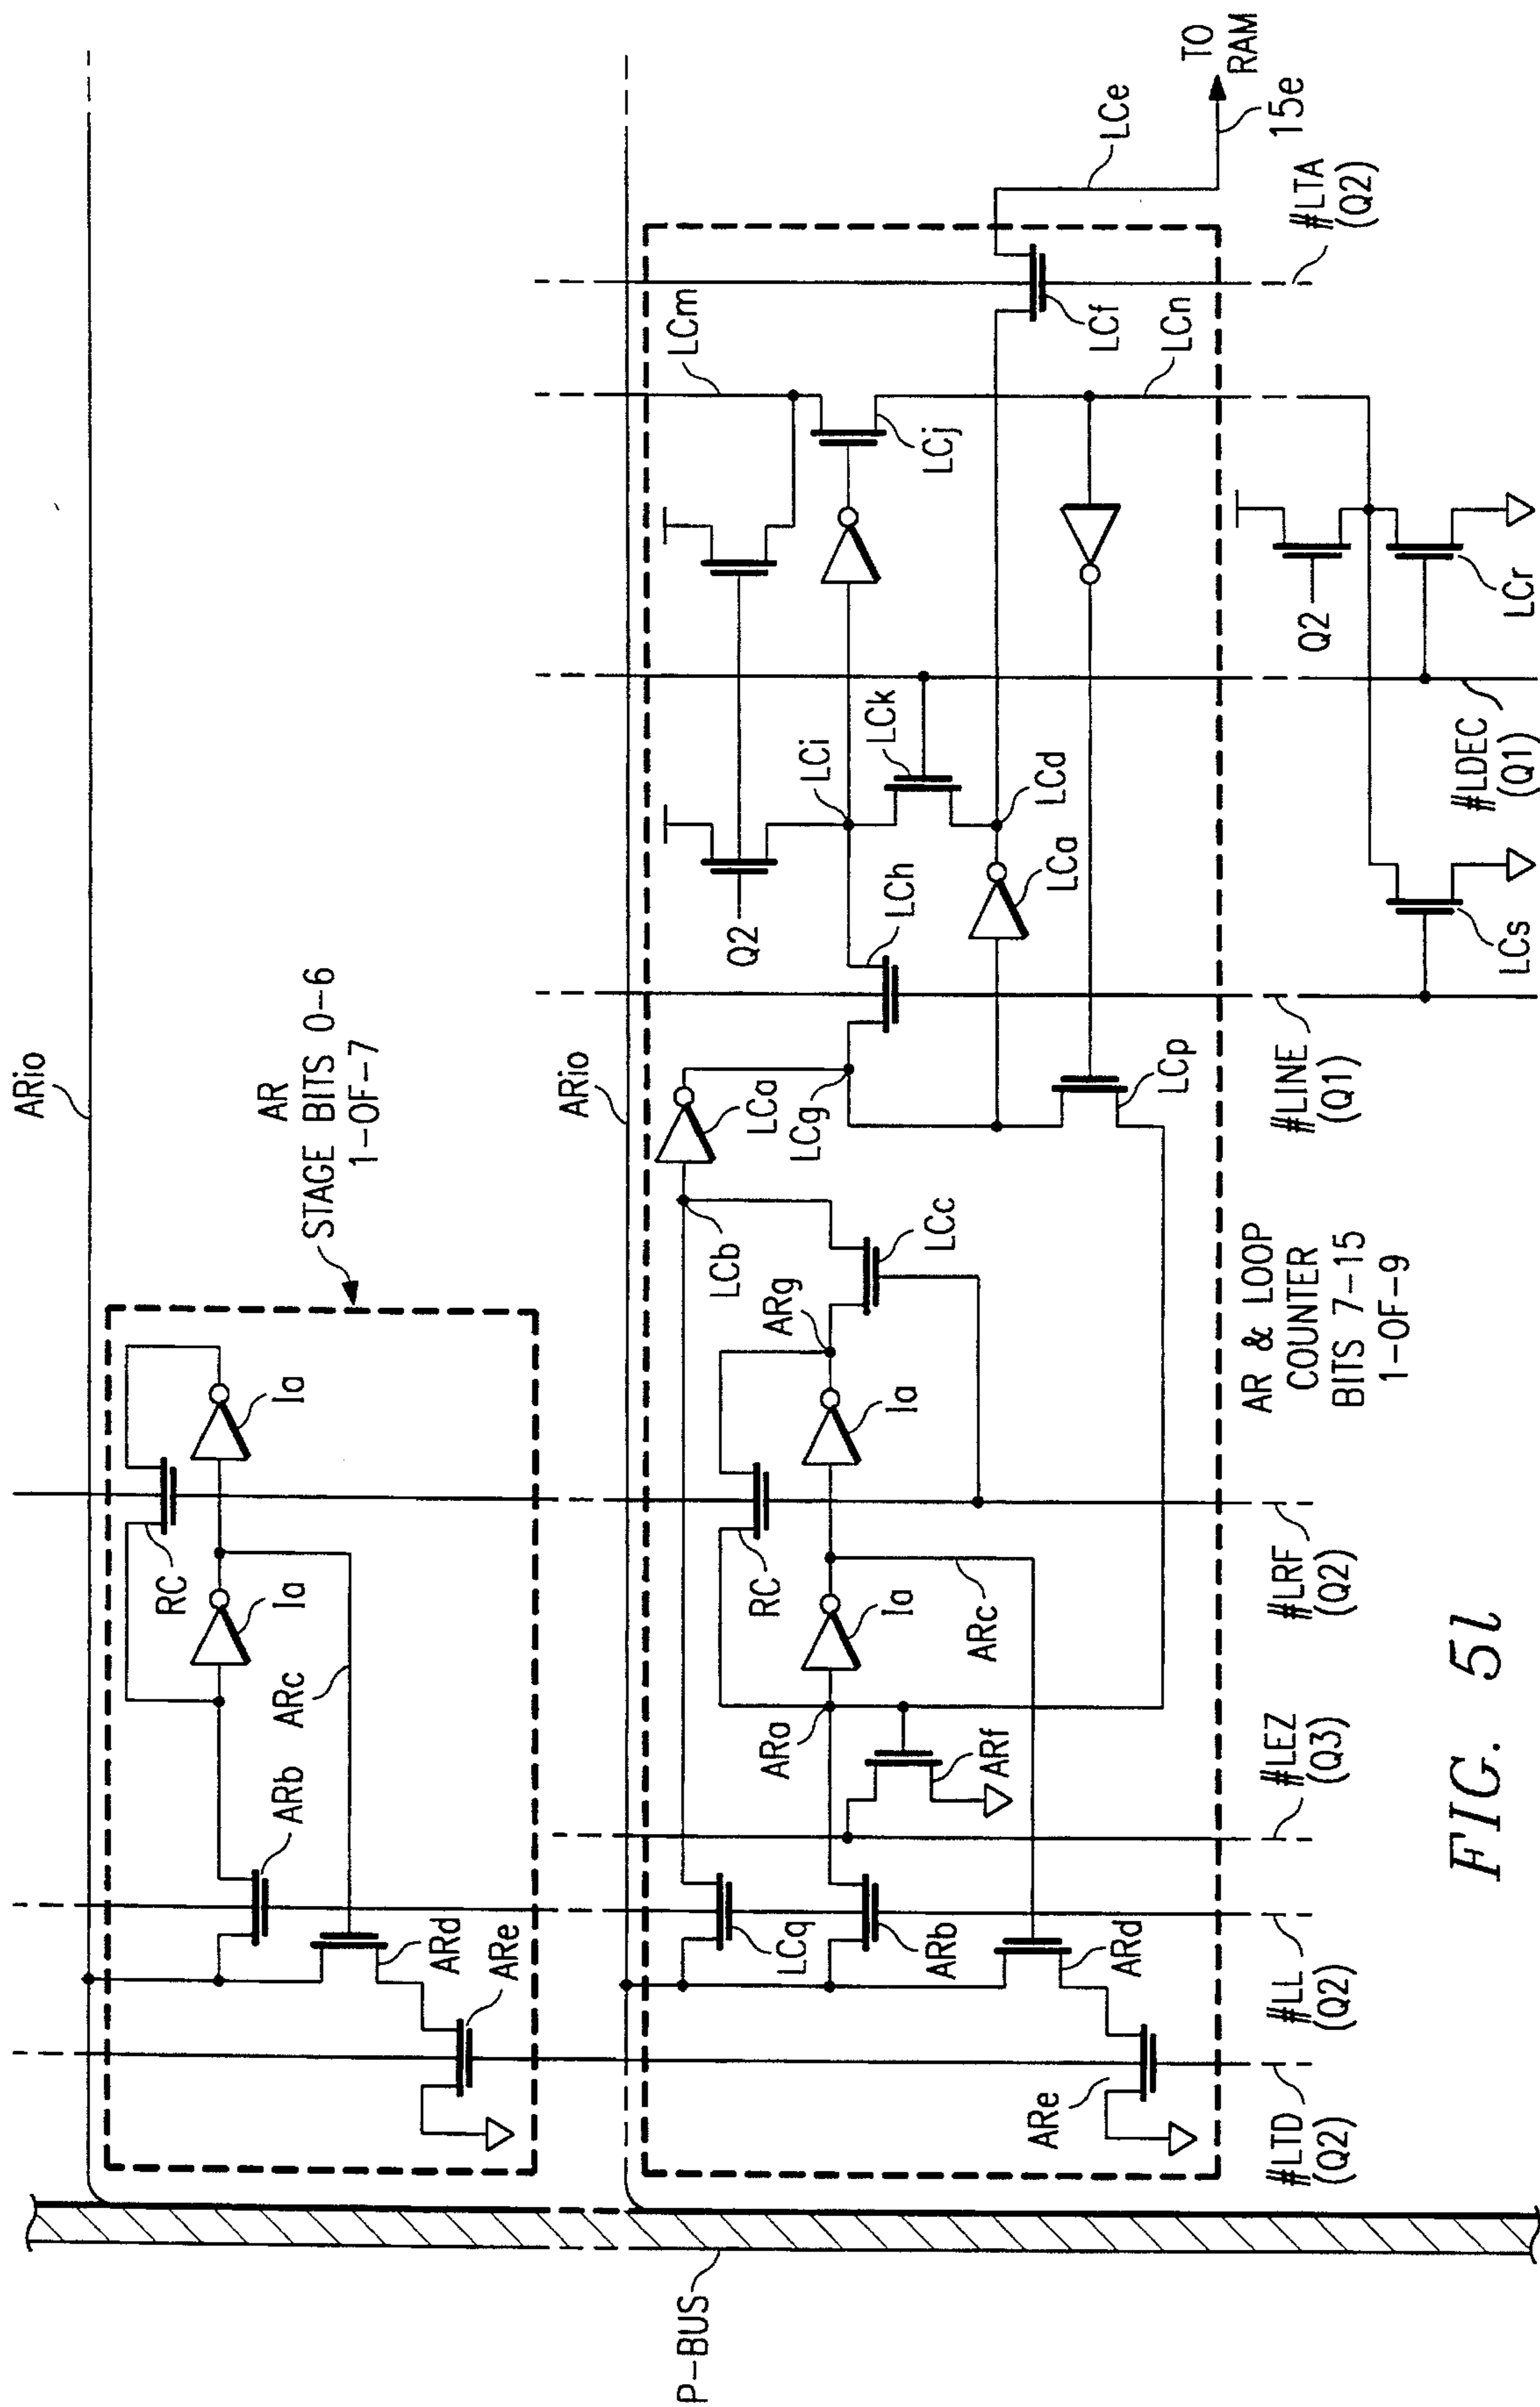 ARio
AR
STAGE BITS 0-6
1-OF-7
RC
Ia
Ia
ARb
ARc
ARd
ARe
P-BUS
ARio
LCm
LCj
LCi
LCk
LCh
Q2
LCa
LCg
LCb
LCc
ARg
Ia
RC
Ia
ARc
ARa
ARf
LCq
ARb
ARd
ARe
LCa
LCd
LCp
LCf
LCn
LCe
TO
RAM
15e
#LTD
(Q2)
#LL
(Q2)
#LEZ
(Q3)
#LRF
(Q2)
AR & LOOP
COUNTER
BITS 7-15
1-OF-9
#LINE
(Q1)
#LDEC
(Q1)
#LTA
(Q2)
Q2
LCs
LCr
FIG. 5l